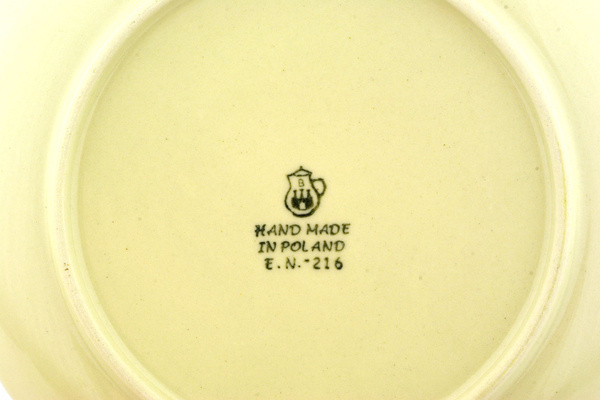 B
HAND MADE
IN POLAND
E.N.-216